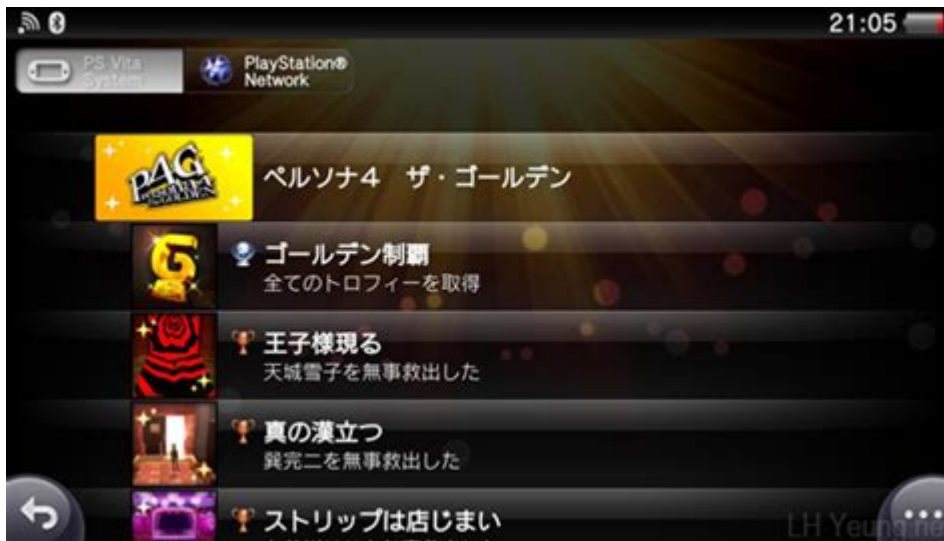 21:05
PS Vita
System
PlayStation®
Network
P4G
ペルソナ4 ザ・ゴールデン
ゴールデン制覇
全てのトロフィーを取得
王子様現る
天城雪子を無事救出した
真の漢立つ
巽完二を無事救出した
ストリップは店じまい
LH Yeung.ne